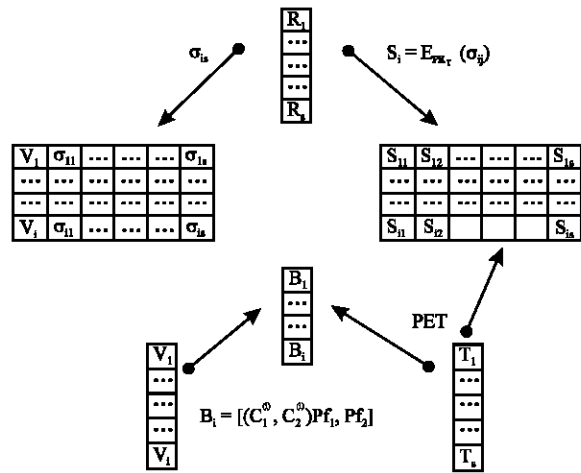 R₁
...
...
...
Rₛ
σᵢₛ
Sᵢ = E_PK_T (σᵢⱼ)
V₁ σ₁₁ ... ... ... σ₁ₛ
... ... ... ... ... ...
... ... ... ... ... ...
Vᵢ σᵢ₁ ... ... ... σᵢₛ
S₁₁ S₁₂ ... ... ... S₁ₛ
... ... ... ... ... ...
... ... ... ... ... ...
Sᵢ₁ Sᵢ₂ Sᵢₛ
B₁
...
...
Bᵢ
PET
V₁
...
...
...
Vᵢ
Bᵢ = [(C₁⁽ⁱ⁾, C₂⁽ⁱ⁾)Pf₁, Pf₂]
T₁
...
...
...
Tₛ